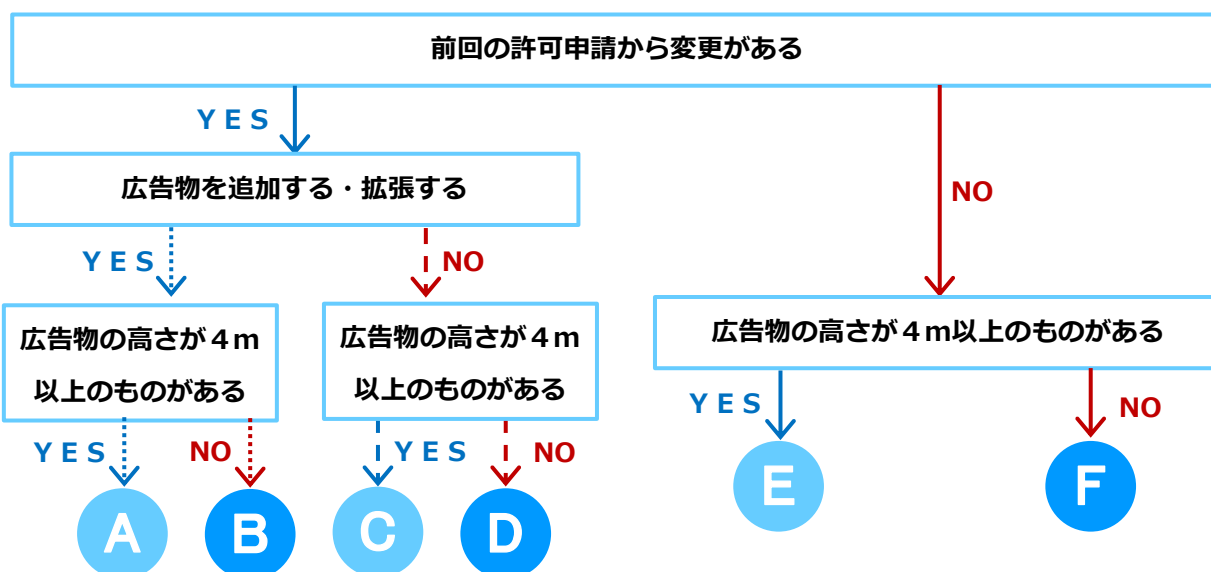 前回の許可申請から変更がある
ＹＥＳ
広告物を追加する・拡張する
NO
ＹＥＳ
NO
広告物の高さが４ｍ
以上のものがある
広告物の高さが４ｍ
以上のものがある
広告物の高さが４ｍ以上のものがある
ＹＥＳ
NO
ＹＥＳ
NO
ＹＥＳ
NO
A
B
C
D
E
F